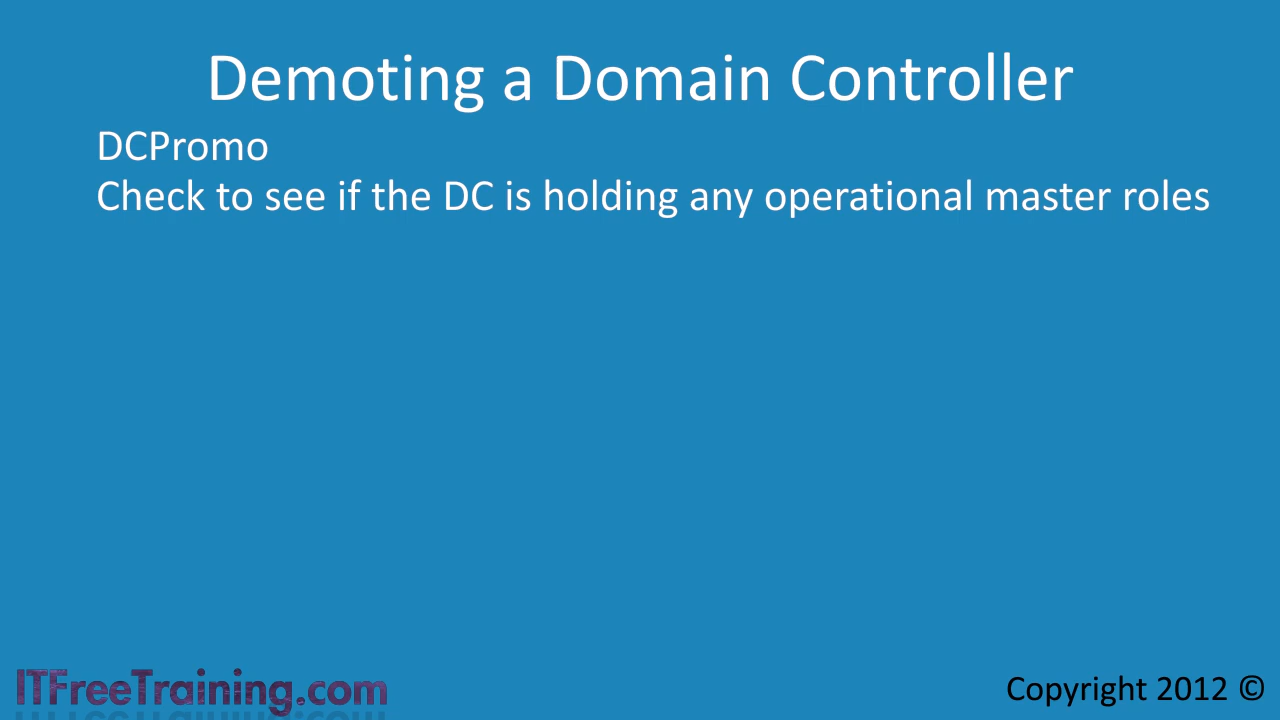 Demoting a Domain Controller
DCPromo
Check to see if the DC is holding any operational master roles
ITFreeTraining.com
Copyright 2012 ©